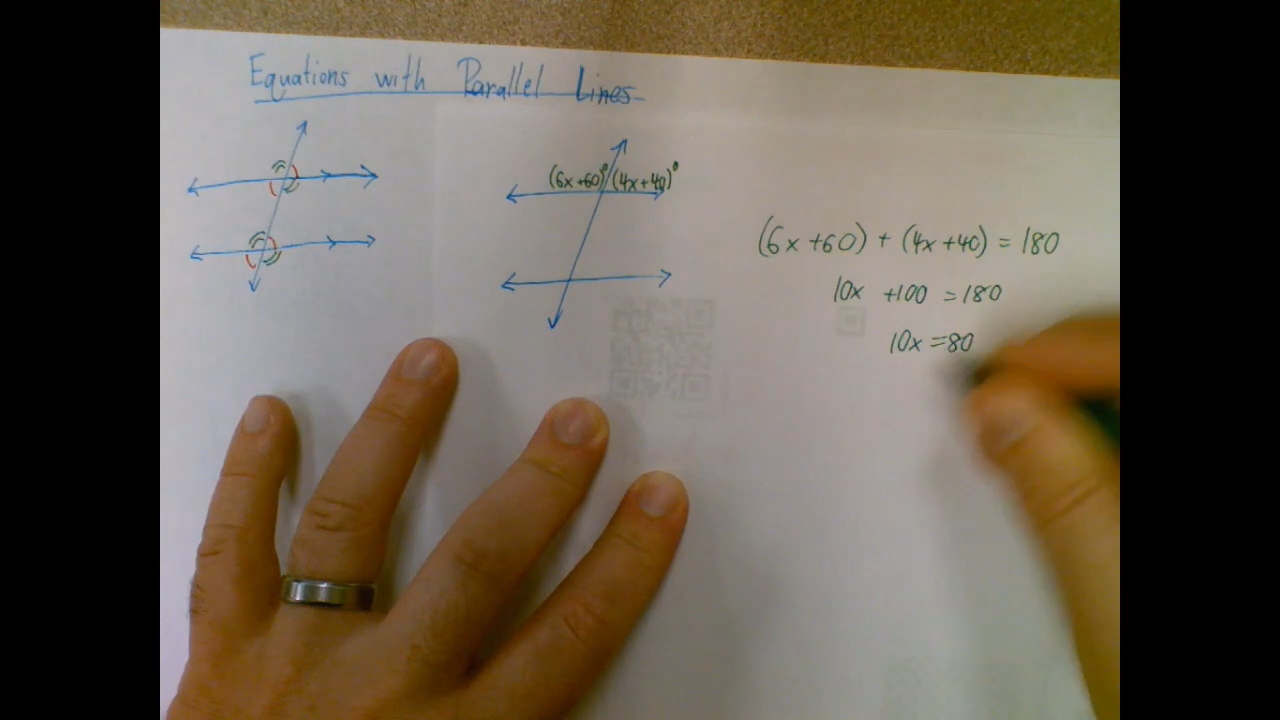 Equations with Parallel Lines
(6x+60)° (4x+40)°
(6x+60) + (4x+40) = 180
10x +100 = 180
10x = 80